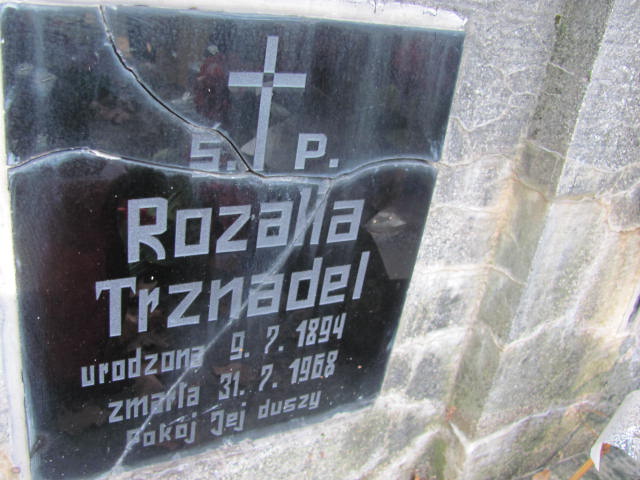 S. P.
Rozalia
Trznadel
urodzona 9. 7. 1894
zmarła 31. 7. 1968
Pokój Jej duszy